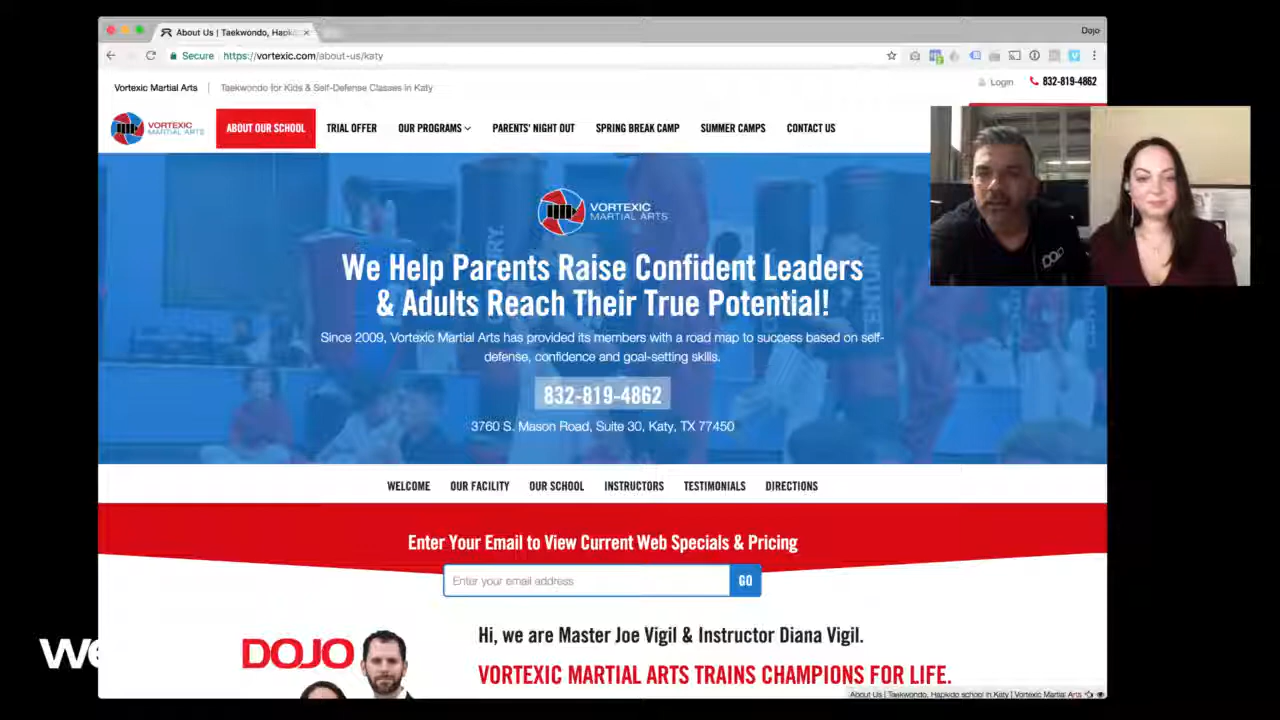 About Us | Taekwondo, Hapki
Dojo
Secure https://vortexic.com/about-us/katy
Vortexic Martial Arts
Taekwondo for Kids & Self-Defense Classes in Katy
Login
832-819-4862
VORTEXIC
MARTIAL ARTS
ABOUT OUR SCHOOL
TRIAL OFFER
OUR PROGRAMS
PARENTS' NIGHT OUT
SPRING BREAK CAMP
SUMMER CAMPS
CONTACT US
VORTEXIC
MARTIAL ARTS
We Help Parents Raise Confident Leaders
& Adults Reach Their True Potential!
Since 2009, Vortexic Martial Arts has provided its members with a road map to success based on self-
defense, confidence and goal-setting skills.
832-819-4862
3760 S. Mason Road, Suite 30, Katy, TX 77450
DOJO
WELCOME
OUR FACILITY
OUR SCHOOL
INSTRUCTORS
TESTIMONIALS
DIRECTIONS
Enter Your Email to View Current Web Specials & Pricing
Enter your email address
GO
Hi, we are Master Joe Vigil & Instructor Diana Vigil.
VORTEXIC MARTIAL ARTS TRAINS CHAMPIONS FOR LIFE.
We
DOJO
About Us | Taekwondo, Hapkido school in Katy | Vortexic Martial Arts